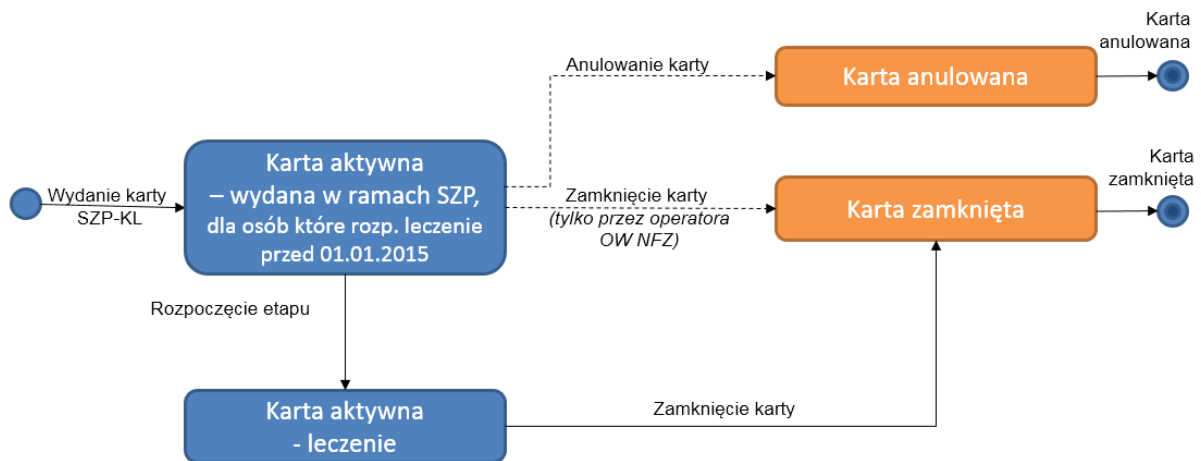 Karta
anulowana
Anulowanie karty
Karta anulowana
Karta aktywna
– wydana w ramach SZP,
dla osób które rozp. leczenie
przed 01.01.2015
Wydanie karty
SZP-KL
Zamknięcie karty
(tylko przez operatora
OW NFZ)
Karta zamknięta
Karta
zamknięta
Rozpoczęcie etapu
Karta aktywna
- leczenie
Zamknięcie karty